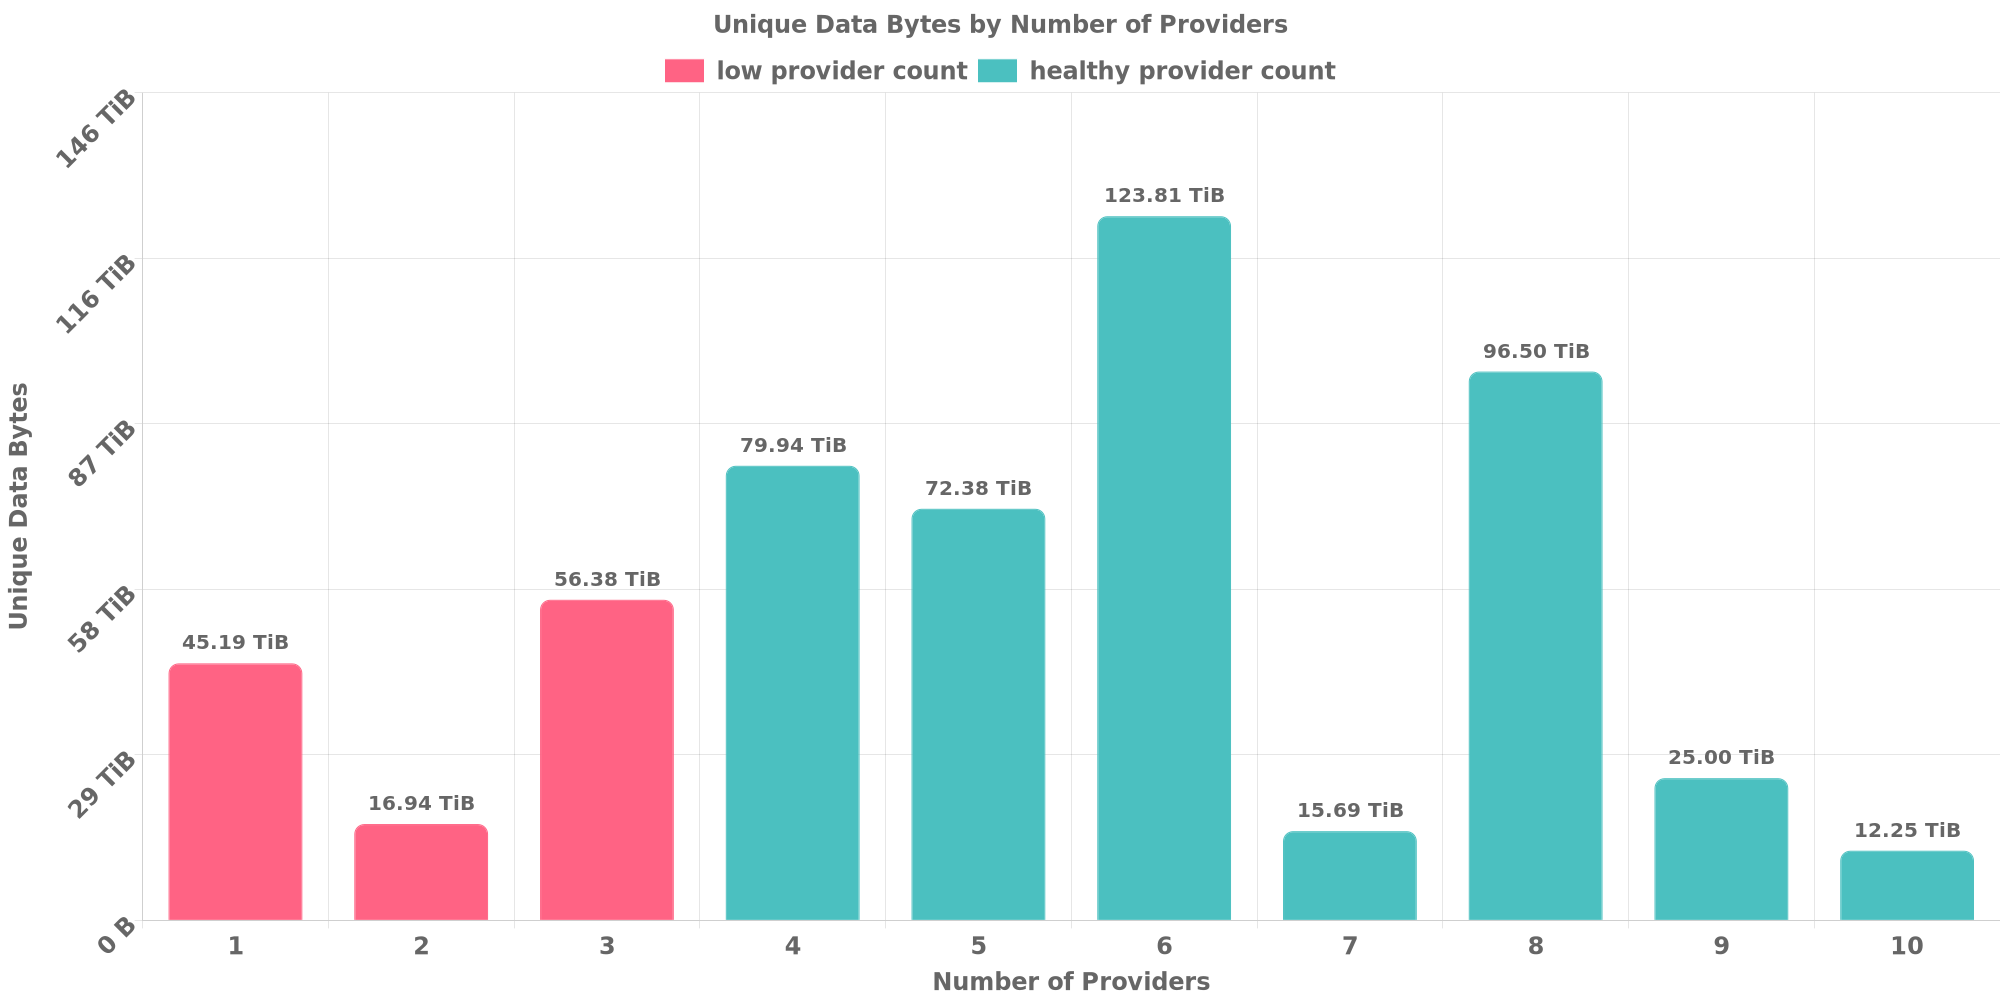 Unique Data Bytes by Number of Providers
low provider count healthy provider count
146 TiB
116 TiB
87 TiB
58 TiB
29 TiB
0 B
Unique Data Bytes
45.19 TiB
16.94 TiB
56.38 TiB
79.94 TiB
72.38 TiB
123.81 TiB
15.69 TiB
96.50 TiB
25.00 TiB
12.25 TiB
1 2 3 4 5 6 7 8 9 10
Number of Providers